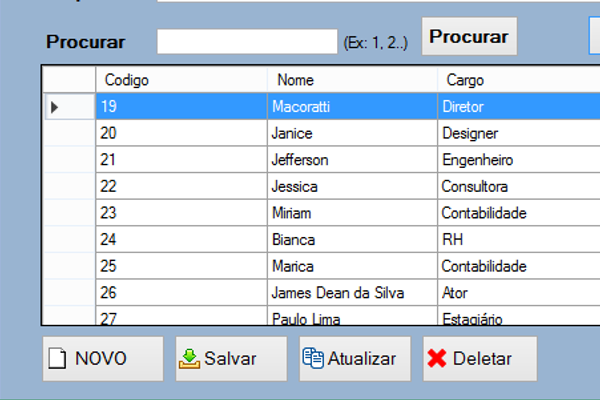 Procurar (Ex: 1, 2..) Procurar
Codigo Nome Cargo
19 Macoratti Diretor
20 Janice Designer
21 Jefferson Engenheiro
22 Jessica Consultora
23 Miriam Contabilidade
24 Bianca RH
25 Marica Contabilidade
26 James Dean da Silva Ator
27 Paulo Lima Estagiário
NOVO Salvar Atualizar Deletar